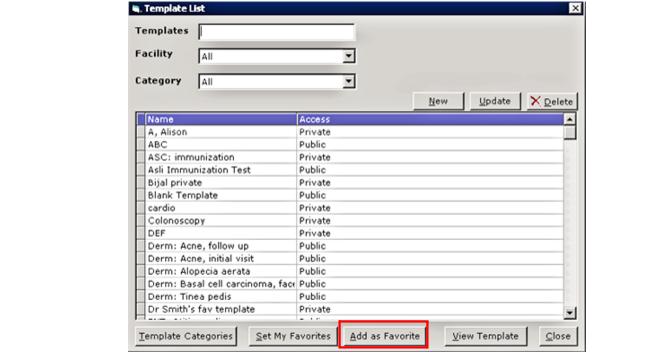 Template List
Templates
Facility All
Category All
New Update Delete
Name Access
A, Alison Private
ABC Public
ASC: immunization Private
Asli Immunization Test Public
Bijal private Private
Blank Template Public
cardio Private
Colonoscopy Private
DEF Private
Derm: Acne, follow up Public
Derm: Acne, initial visit Public
Derm: Alopecia aerata Public
Derm: Basal cell carcinoma, face Public
Derm: Tinea pedis Public
Dr Smith's fav template Private
Template Categories Set My Favorites Add as Favorite View Template Close